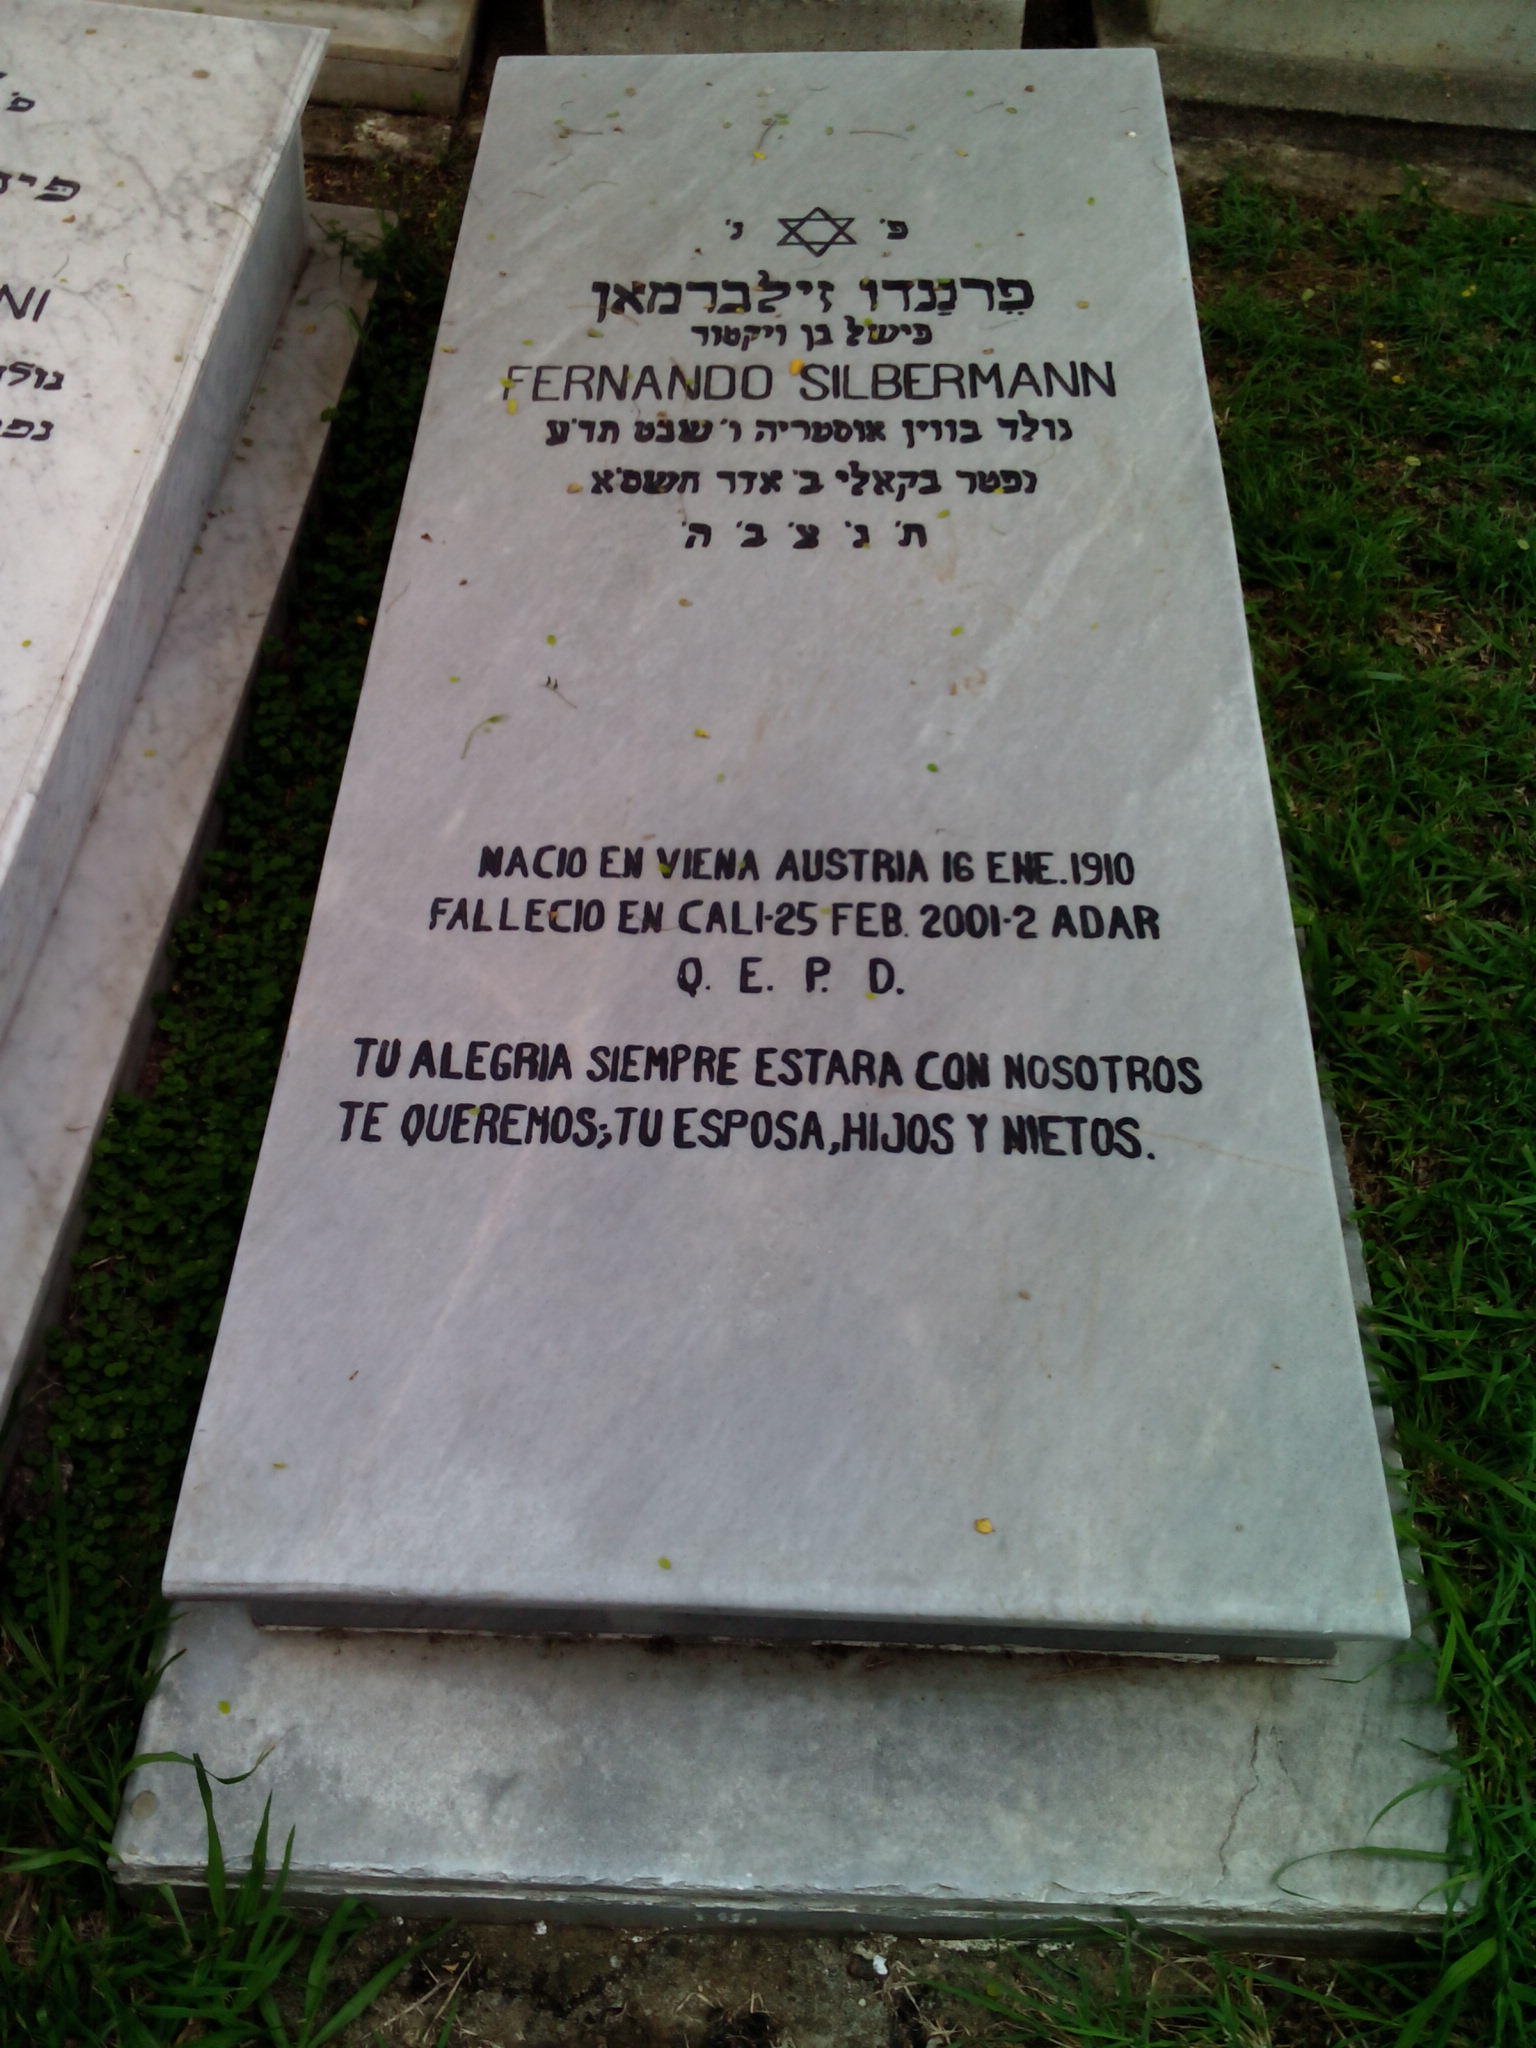 פ׳ נ׳
פֶרנַנדו זילברמאן
פישל בן ויקטור
FERNANDO SILBERMANN
נולד בווין אוסטריה ו׳ שבט תר״ע
נפטר בקאלי ב׳ אדר תשס״א
ת׳ נ׳ צ׳ ב׳ ה׳
NACIO EN VIENA AUSTRIA 16 ENE. 1910
FALLECIO EN CALI-25 FEB. 2001-2 ADAR
Q. E. P. D.
TU ALEGRIA SIEMPRE ESTARA CON NOSOTROS
TE QUEREMOS; TU ESPOSA, HIJOS Y NIETOS.